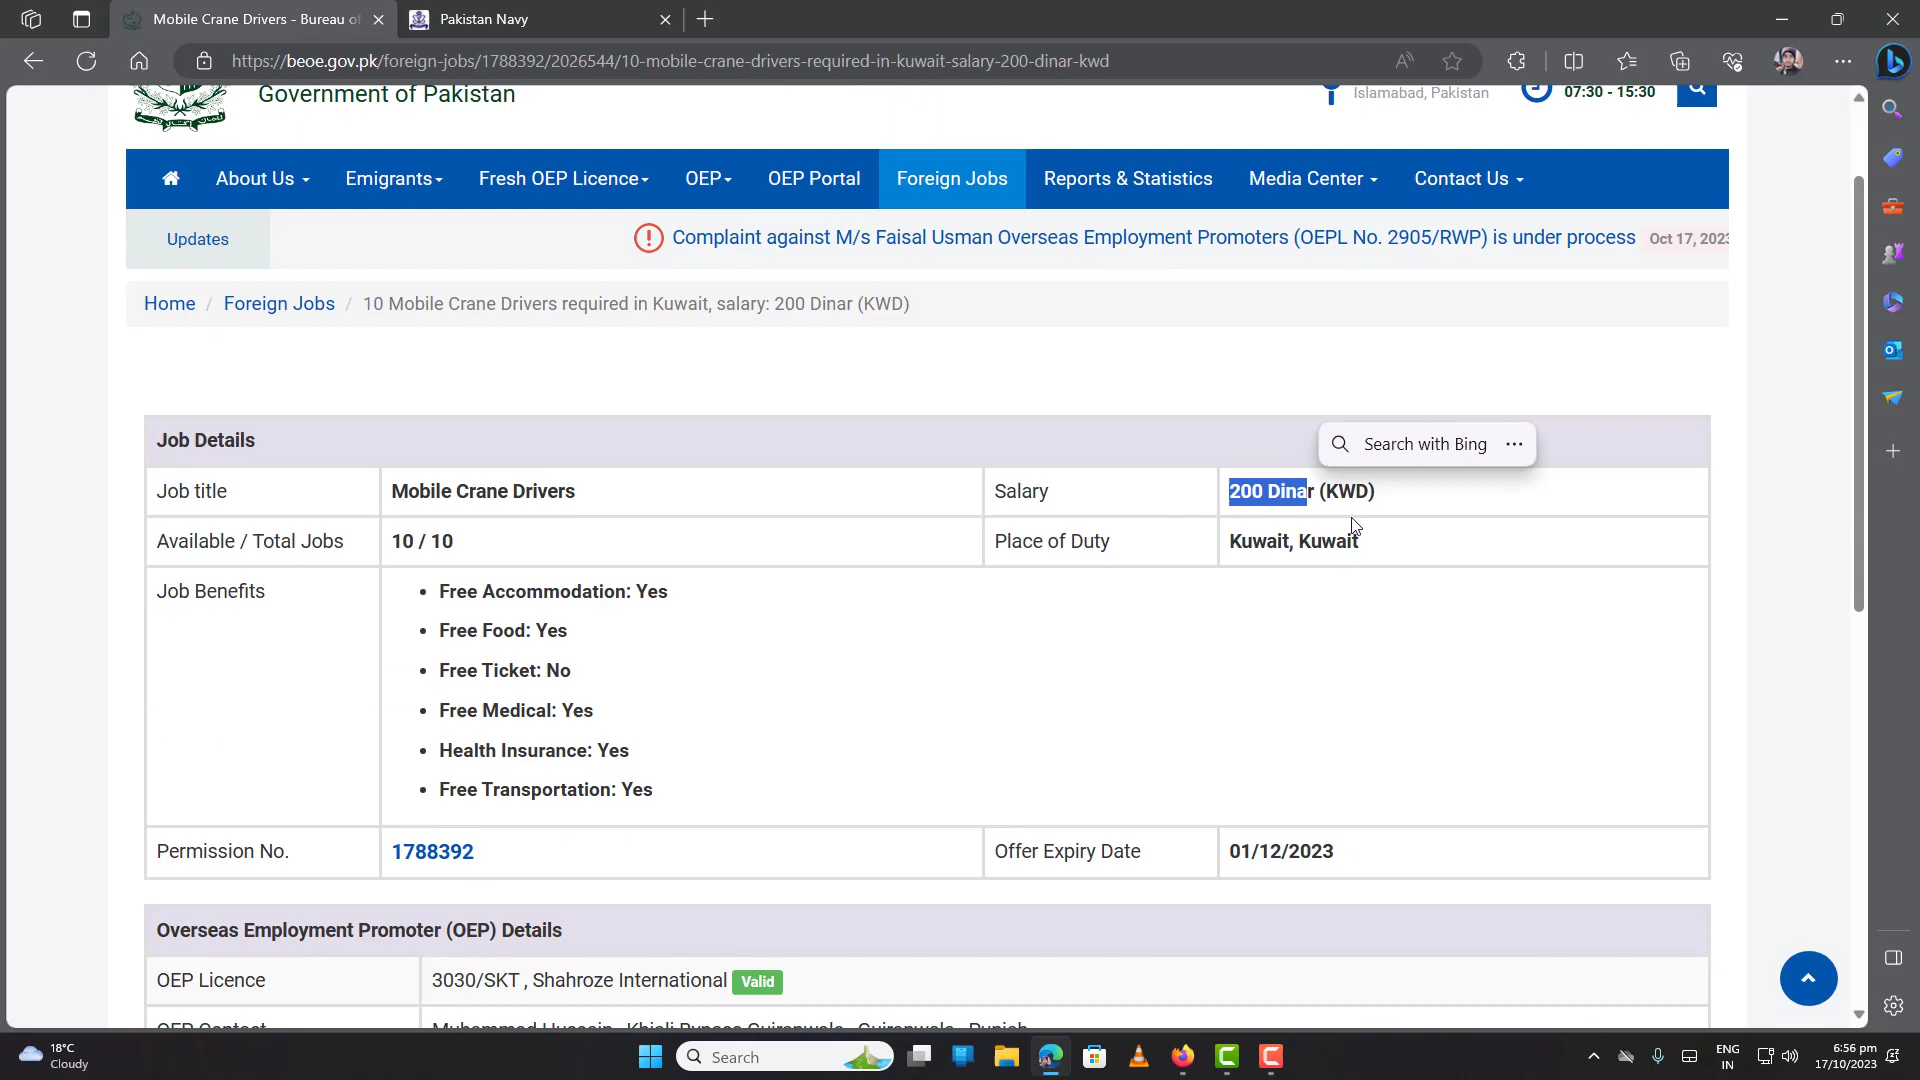 Mobile Crane Drivers - Bureau of
Pakistan Navy
https://beoe.gov.pk/foreign-jobs/1788392/2026544/10-mobile-crane-drivers-required-in-kuwait-salary-200-dinar-kwd
Government of Pakistan
Islamabad, Pakistan
07:30 - 15:30
About Us
Emigrants
Fresh OEP Licence
OEP
OEP Portal
Foreign Jobs
Reports & Statistics
Media Center
Contact Us
Updates
Complaint against M/s Faisal Usman Overseas Employment Promoters (OEPL No. 2905/RWP) is under process
Oct 17, 2023
Home / Foreign Jobs / 10 Mobile Crane Drivers required in Kuwait, salary: 200 Dinar (KWD)
Job Details
Search with Bing
Job title
Mobile Crane Drivers
Salary
200 Dinar (KWD)
Available / Total Jobs
10 / 10
Place of Duty
Kuwait, Kuwait
Job Benefits
• Free Accommodation: Yes
• Free Food: Yes
• Free Ticket: No
• Free Medical: Yes
• Health Insurance: Yes
• Free Transportation: Yes
Permission No.
1788392
Offer Expiry Date
01/12/2023
Overseas Employment Promoter (OEP) Details
OEP Licence
3030/SKT , Shahroze International Valid
OEP Contact
18°C
Cloudy
Search
ENG
IN
6:56 pm
17/10/2023